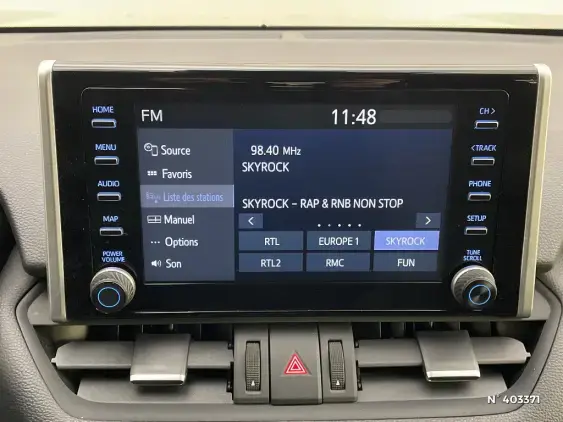 HOME
MENU
AUDIO
MAP
POWER
VOLUME
FM
11:48
Source
Favoris
Liste des stations
Manuel
Options
Son
98.40 MHz
SKYROCK
SKYROCK - RAP & RNB NON STOP
< >
RTL EUROPE 1 SKYROCK
RTL2 RMC FUN
CH >
< TRACK
PHONE
SETUP
TUNE
SCROLL
N° 403371